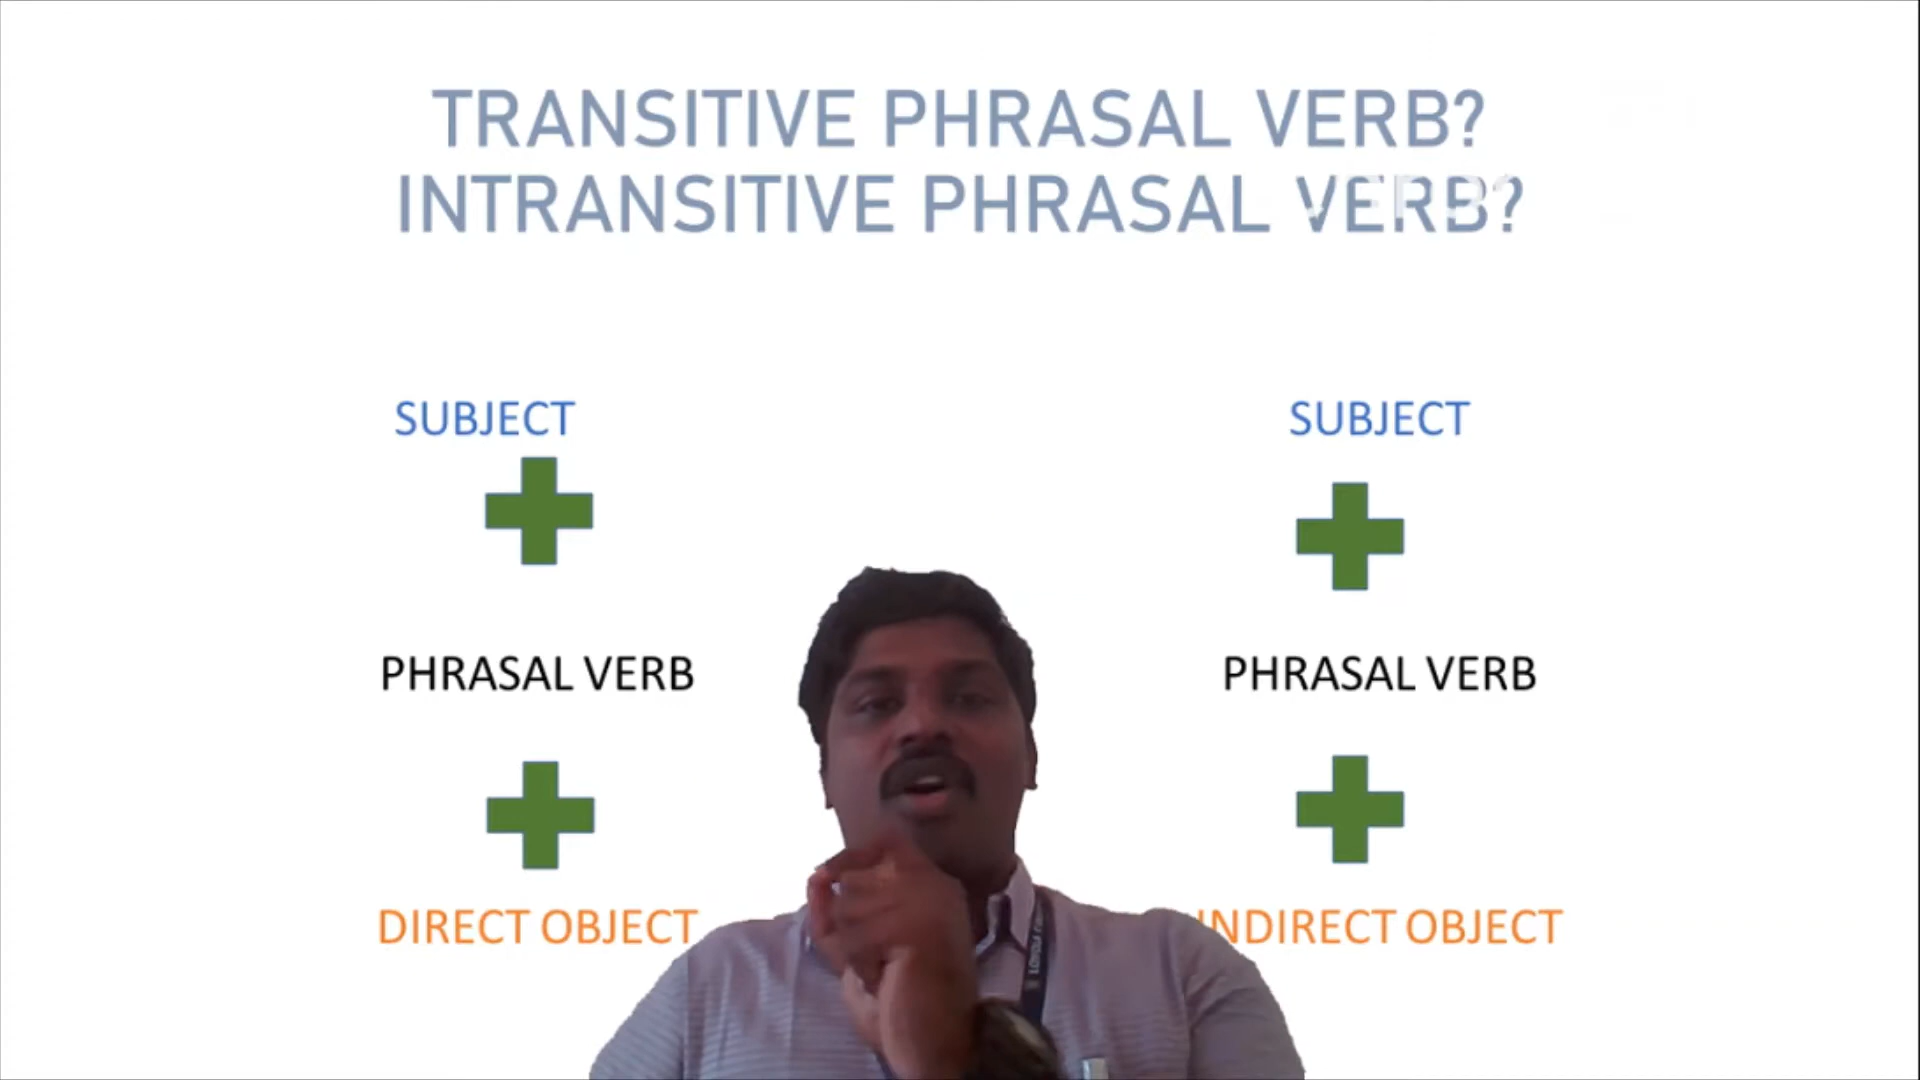 TRANSITIVE PHRASAL VERB?
INTRANSITIVE PHRASAL VERB?
SUBJECT
PHRASAL VERB
DIRECT OBJECT
SUBJECT
PHRASAL VERB
INDIRECT OBJECT